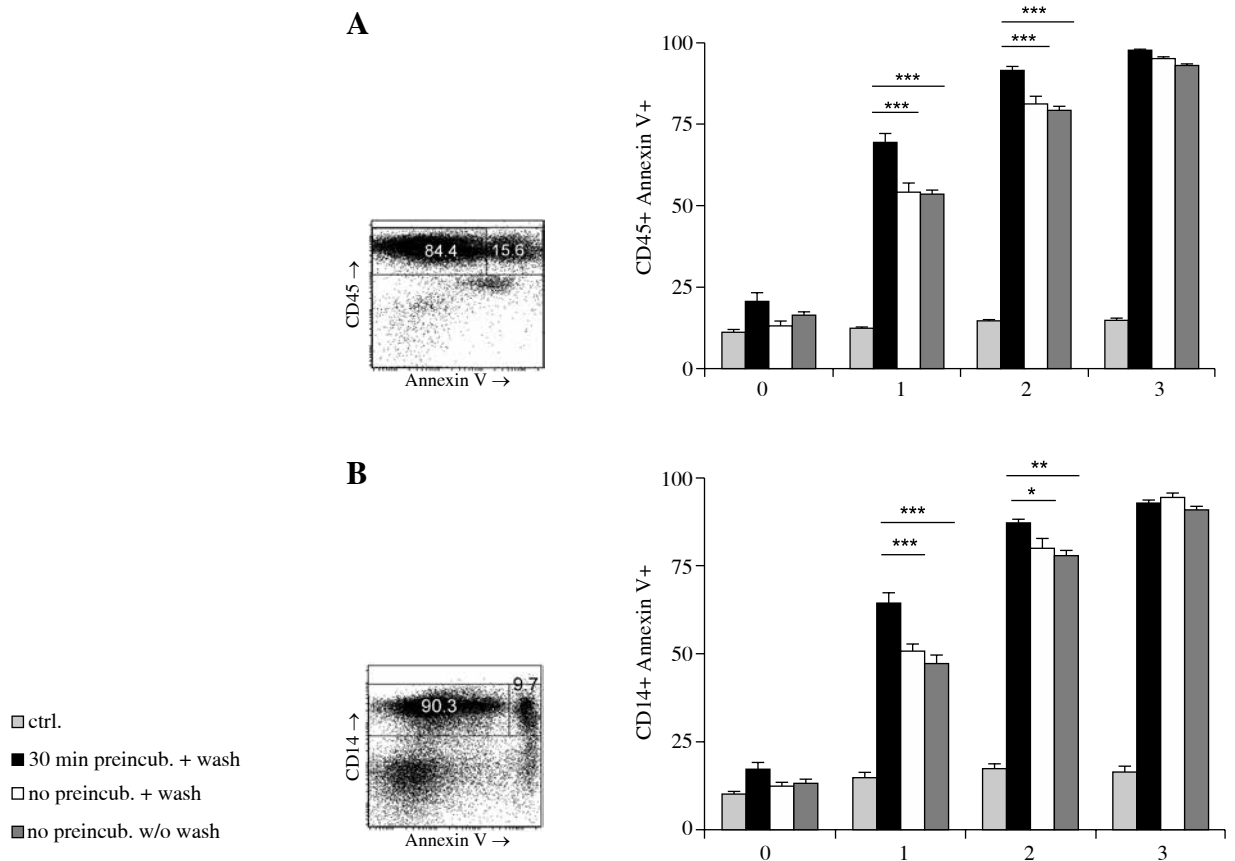 A
84.4 15.6
CD45 →
Annexin V →
*** 
***
***
***
CD45+ Annexin V+
100
75
50
25
0
0 1 2 3
B
9.7
90.3
CD14 →
Annexin V →
**
*
***
***
CD14+ Annexin V+
100
75
50
25
0
0 1 2 3
ctrl.
30 min preincub. + wash
no preincub. + wash
no preincub. w/o wash